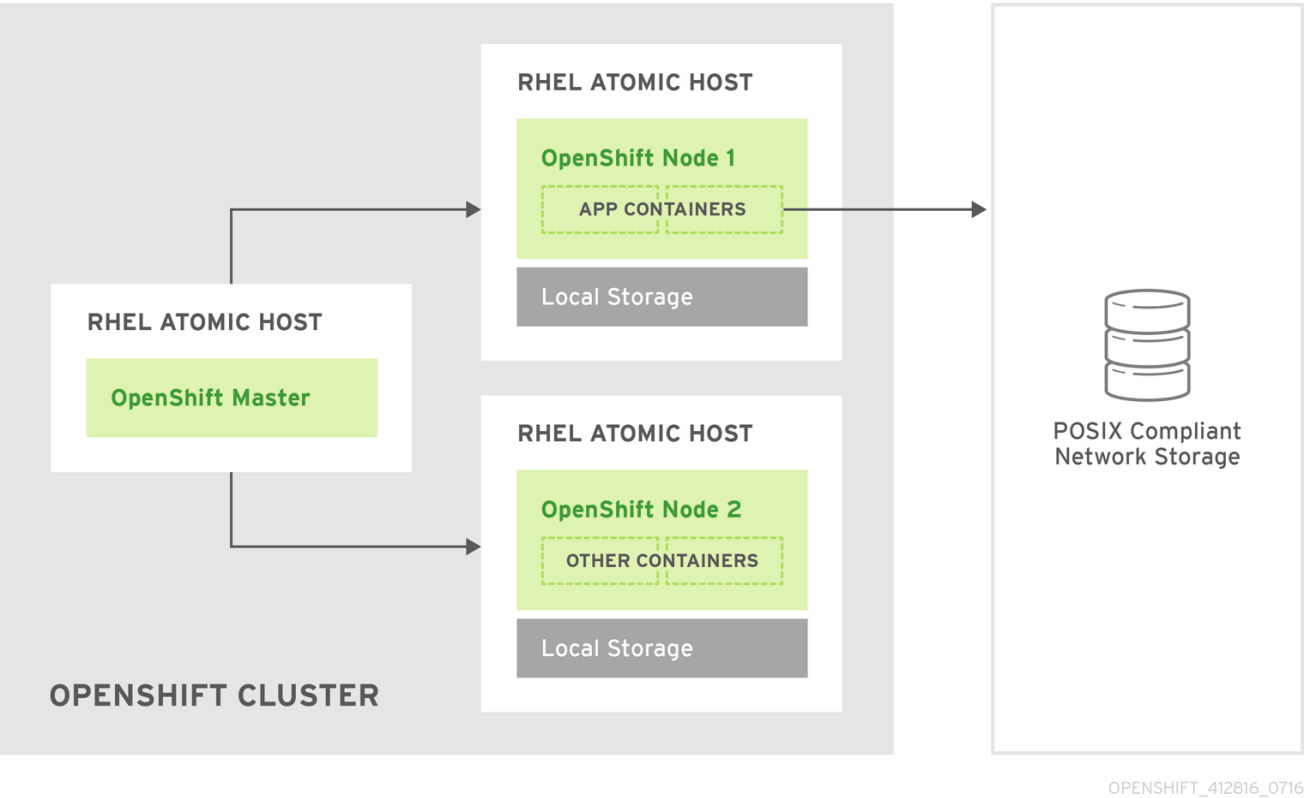 RHEL ATOMIC HOST
OpenShift Node 1
APP CONTAINERS
Local Storage
RHEL ATOMIC HOST
OpenShift Master
RHEL ATOMIC HOST
OpenShift Node 2
OTHER CONTAINERS
Local Storage
OPENSHIFT CLUSTER
POSIX Compliant
Network Storage
OPENSHIFT_412816_0716